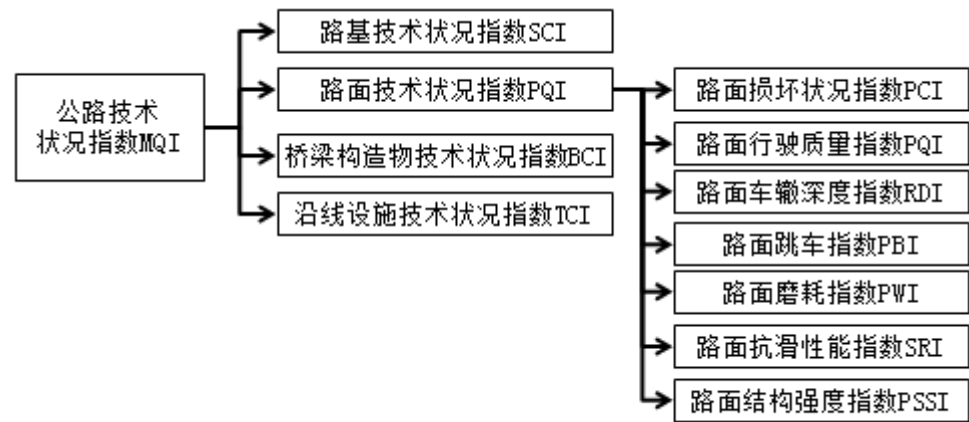 公路技术
状况指数MQI
路基技术状况指数SCI
路面技术状况指数PQI
桥梁构造物技术状况指数BCI
沿线设施技术状况指数TCI
路面损坏状况指数PCI
路面行驶质量指数PQI
路面车辙深度指数RDI
路面跳车指数PBI
路面磨耗指数PWI
路面抗滑性能指数SRI
路面结构强度指数PSSI